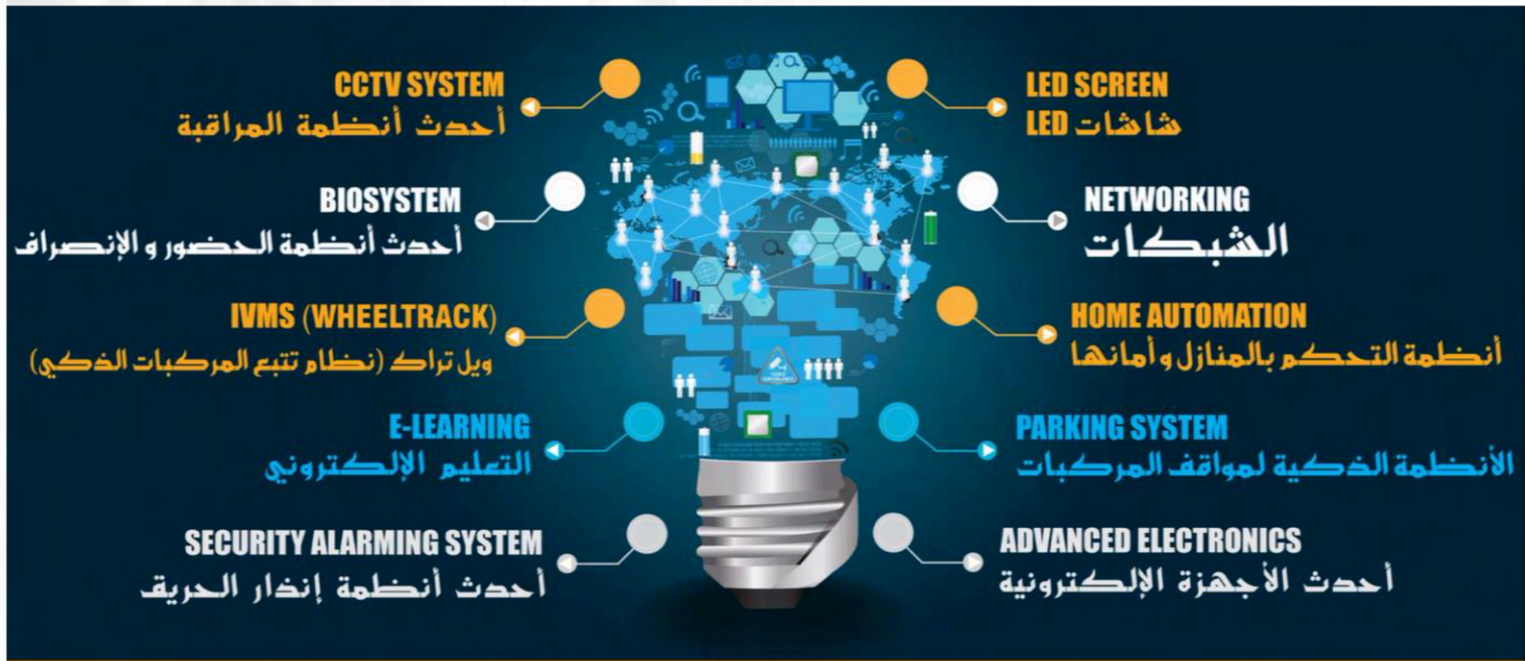 CCTV SYSTEM
أحدث أنظمة المراقبة
BIOSYSTEM
أحدث أنظمة الحضور و الإنصراف
IVMS (WHEELTRACK)
ويل تراك (نظام تتبع المركبات الذكي)
E-LEARNING
التعليم الإلكتروني
SECURITY ALARMING SYSTEM
أحدث أنظمة إنذار الحريق
LED SCREEN
شاشات LED
NETWORKING
الشبكات
HOME AUTOMATION
أنظمة التحكم بالمنازل وأمانها
PARKING SYSTEM
الأنظمة الذكية لمواقف المركبات
ADVANCED ELECTRONICS
أحدث الأجهزة الإلكترونية